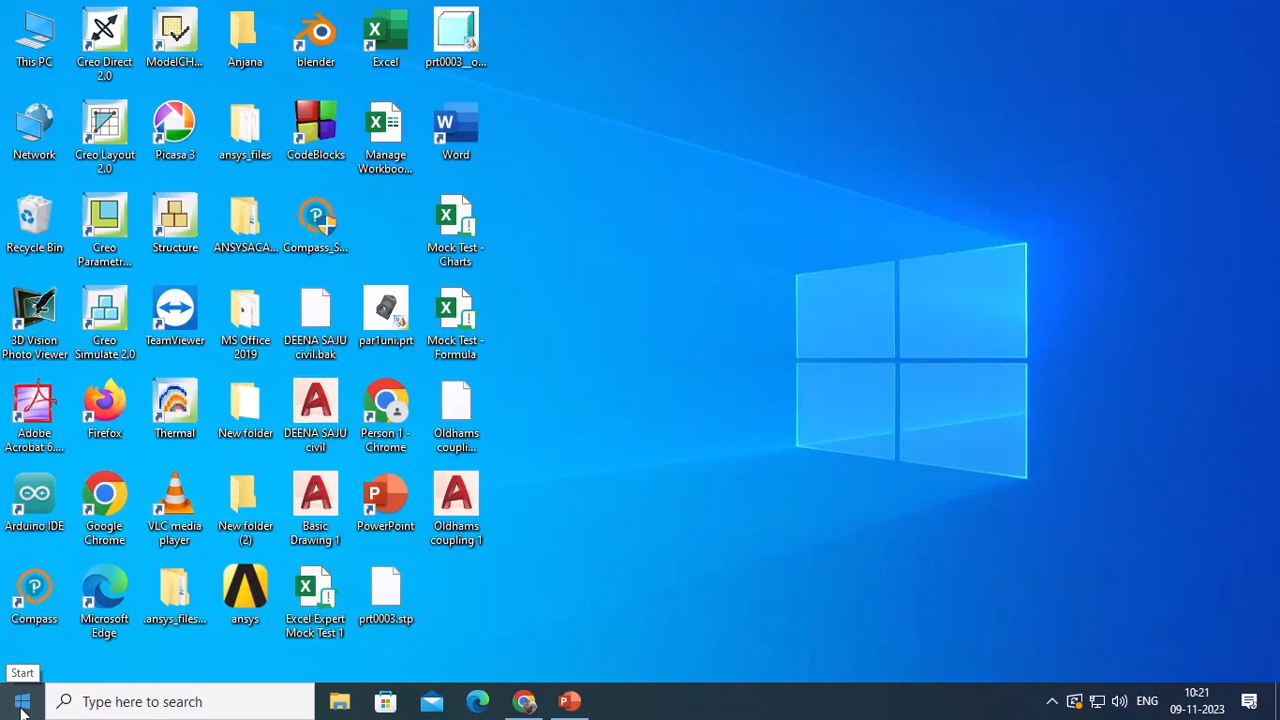 This PC
Creo Direct
2.0
ModelCH...
Anjana
blender
Excel
prt0003__o...
Network
Creo Layout
2.0
Picasa 3
ansys_files
CodeBlocks
Manage
Workboo...
Word
Recycle Bin
Creo
Parametr...
Structure
ANSYSACA...
Compass_S...
Mock Test -
Charts
3D Vision
Photo Viewer
Creo
Simulate 2.0
TeamViewer
MS Office
2019
DEENA SAJU
civil.bak
par1uni.prt
Mock Test -
Formula
Adobe
Acrobat 6....
Firefox
Thermal
New folder
DEENA SAJU
civil
Person 1 -
Chrome
Oldhams
coupli...
Arduino IDE
Google
Chrome
VLC media
player
New folder
(2)
Basic
Drawing 1
PowerPoint
Oldhams
coupling 1
Compass
Microsoft
Edge
.ansys_files...
ansys
Excel Expert
Mock Test 1
prt0003.stp
Start
Type here to search
ENG
10:21
09-11-2023